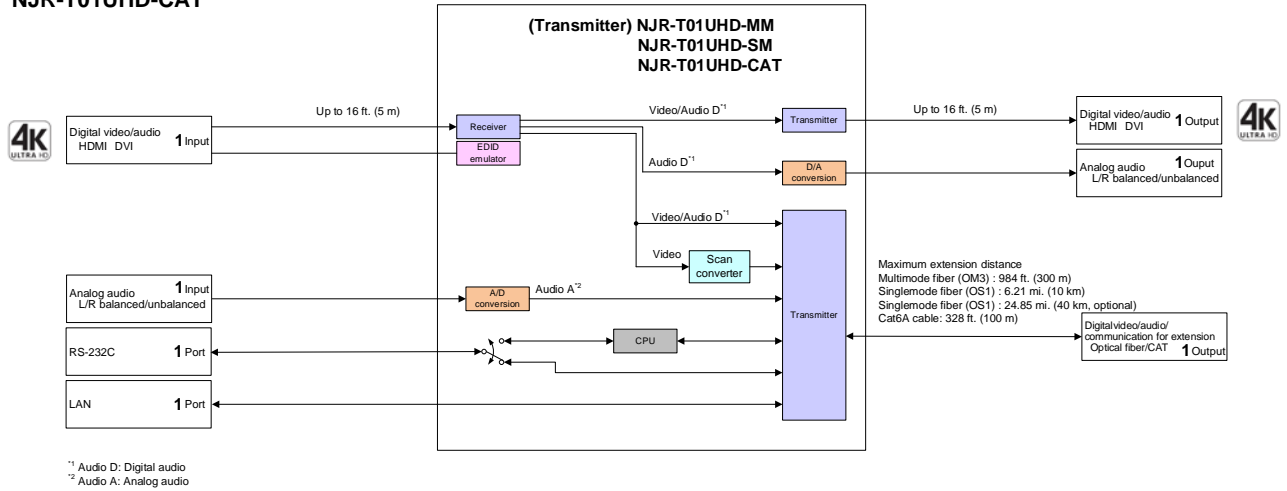 NJR-T01UHD-CAT
(Transmitter) NJR-T01UHD-MM
NJR-T01UHD-SM
NJR-T01UHD-CAT
4K
ULTRA HD
Digital video/audio
HDMI DVI
1 Input
Up to 16 ft. (5 m)
Receiver
EDID
emulator
Video/Audio D*1
Transmitter
Up to 16 ft. (5 m)
Digital video/audio
HDMI DVI
1 Output
4K
ULTRA HD
Audio D*1
D/A
conversion
Analog audio
1 Ouput
L/R balanced/unbalanced
Video/Audio D*1
Video
Scan
converter
Transmitter
Analog audio
1 Input
L/R balanced/unbalanced
A/D
conversion
Audio A*2
Maximum extension distance
Multimode fiber (OM3) : 984 ft. (300 m)
Singlemode fiber (OS1) : 6.21 mi. (10 km)
Singlemode fiber (OS1) : 24.85 mi. (40 km, optional)
Cat6A cable: 328 ft. (100 m)
Digitalvideo/audio/
communication for extension
Optical fiber/CAT
1 Output
RS-232C
1 Port
CPU
LAN
1 Port
*1 Audio D: Digital audio
*2 Audio A: Analog audio